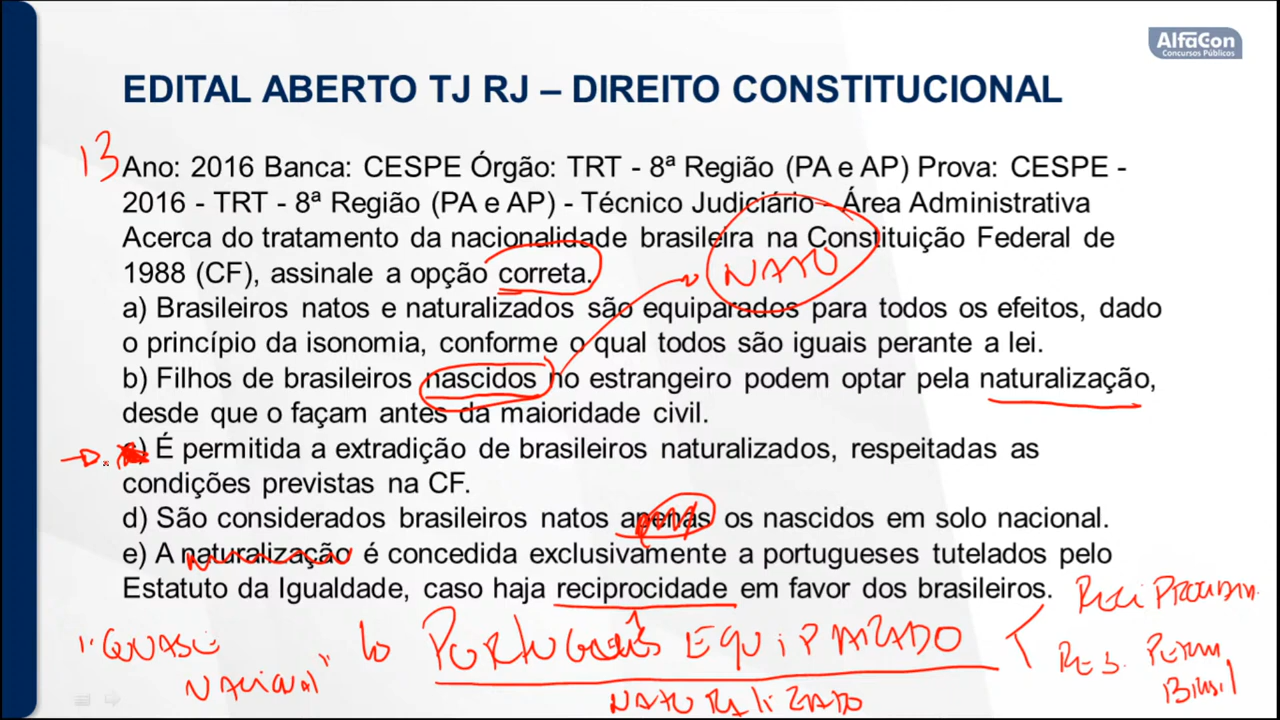 AlfaCon
Concursos Públicos
EDITAL ABERTO TJ RJ – DIREITO CONSTITUCIONAL
13
Ano: 2016 Banca: CESPE Órgão: TRT - 8ª Região (PA e AP) Prova: CESPE -
2016 - TRT - 8ª Região (PA e AP) - Técnico Judiciário - Área Administrativa
Acerca do tratamento da nacionalidade brasileira na Constituição Federal de
1988 (CF), assinale a opção correta.
NATO
a) Brasileiros natos e naturalizados são equiparados para todos os efeitos, dado
o princípio da isonomia, conforme o qual todos são iguais perante a lei.
b) Filhos de brasileiros nascidos no estrangeiro podem optar pela naturalização,
desde que o façam antes da maioridade civil.
c) É permitida a extradição de brasileiros naturalizados, respeitadas as
condições previstas na CF.
d) São considerados brasileiros natos apenas os nascidos em solo nacional.
e) A naturalização é concedida exclusivamente a portugueses tutelados pelo
Estatuto da Igualdade, caso haja reciprocidade em favor dos brasileiros.
"QUASE
NACIONAL"
PORTUGUÊS EQUIPARADO
NATURALIZADO
RES. PERM
BRASIL